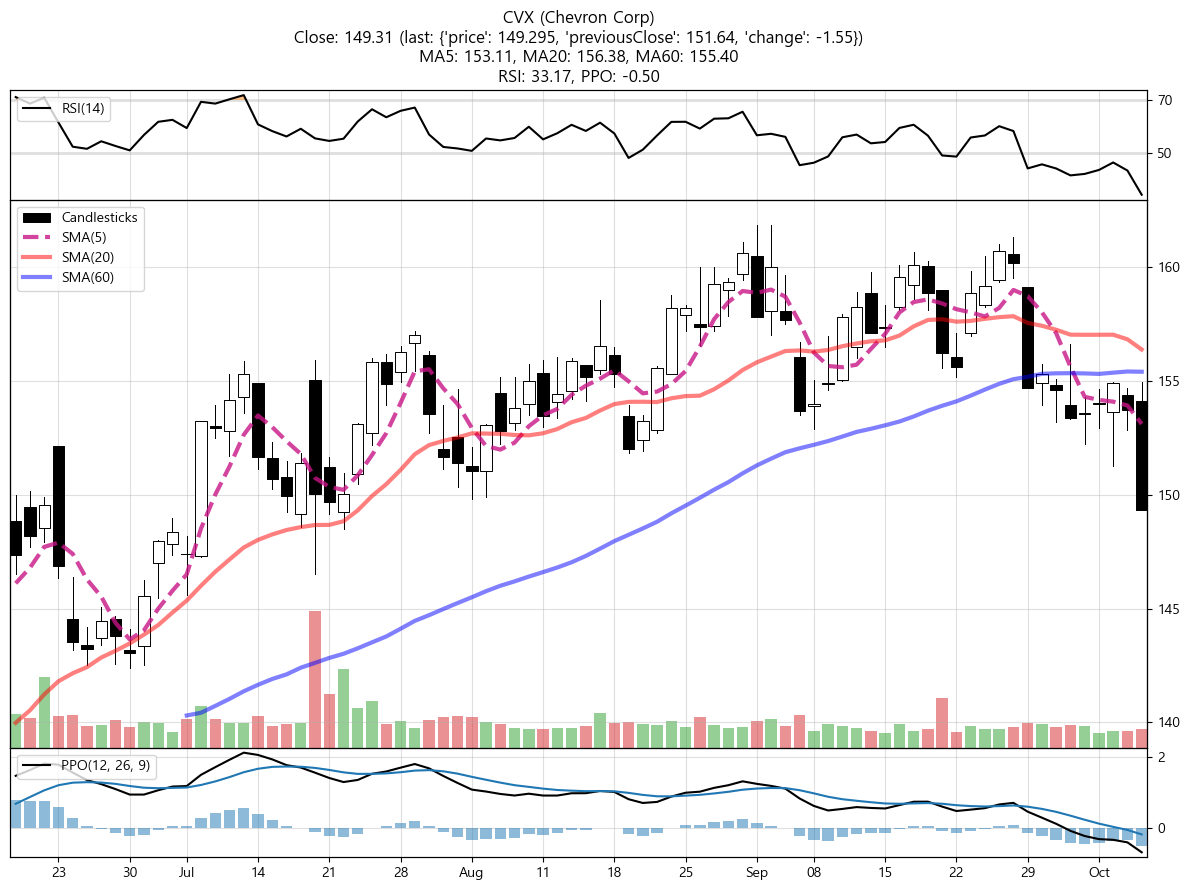 CVX (Chevron Corp)
Close: 149.31 (last: {'price': 149.295, 'previousClose': 151.64, 'change': -1.55})
MA5: 153.11, MA20: 156.38, MA60: 155.40
RSI: 33.17, PPO: -0.50
RSI(14)
70
50
Candlesticks
SMA(5)
SMA(20)
SMA(60)
160
155
150
145
140
PPO(12, 26, 9)
2
0
23 30 Jul 14 21 28 Aug 11 18 25 Sep 08 15 22 29 Oct